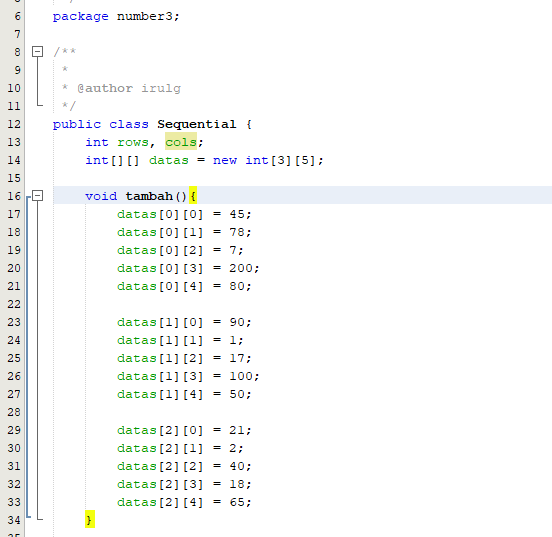 6 package number3;
7
8 /**
9 *
10 * @author irulg
11 */
12 public class Sequential {
13 int rows, cols;
14 int[][] datas = new int[3][5];
15
16 void tambah(){
17 datas[0][0] = 45;
18 datas[0][1] = 78;
19 datas[0][2] = 7;
20 datas[0][3] = 200;
21 datas[0][4] = 80;
22
23 datas[1][0] = 90;
24 datas[1][1] = 1;
25 datas[1][2] = 17;
26 datas[1][3] = 100;
27 datas[1][4] = 50;
28
29 datas[2][0] = 21;
30 datas[2][1] = 2;
31 datas[2][2] = 40;
32 datas[2][3] = 18;
33 datas[2][4] = 65;
34 }